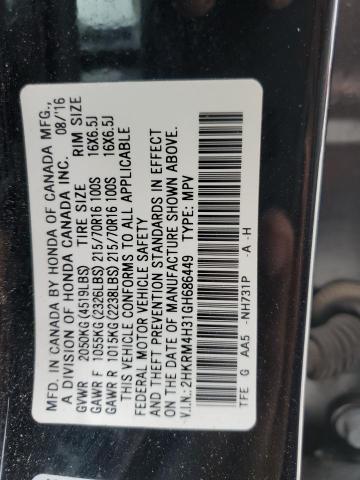 MFD. IN CANADA BY HONDA OF CANADA MFG.,
A DIVISION OF HONDA CANADA INC. 08/'16
GVWR 2050KG(4519LBS) TIRE SIZE RIM SIZE
GAWR F 1055KG(2326LBS) 215/70R16 100S 16X6.5J
GAWR R 1015KG(2238LBS) 215/70R16 100S 16X6.5J
THIS VEHICLE CONFORMS TO ALL APPLICABLE
FEDERAL MOTOR VEHICLE SAFETY
AND THEFT PREVENTION STANDARDS IN EFFECT
ON THE DATE OF MANUFACTURE SHOWN ABOVE.
V.I.N.: 2HKRM4H31GH686449 TYPE: MPV
TFE G AA5 -NH731P -A -H